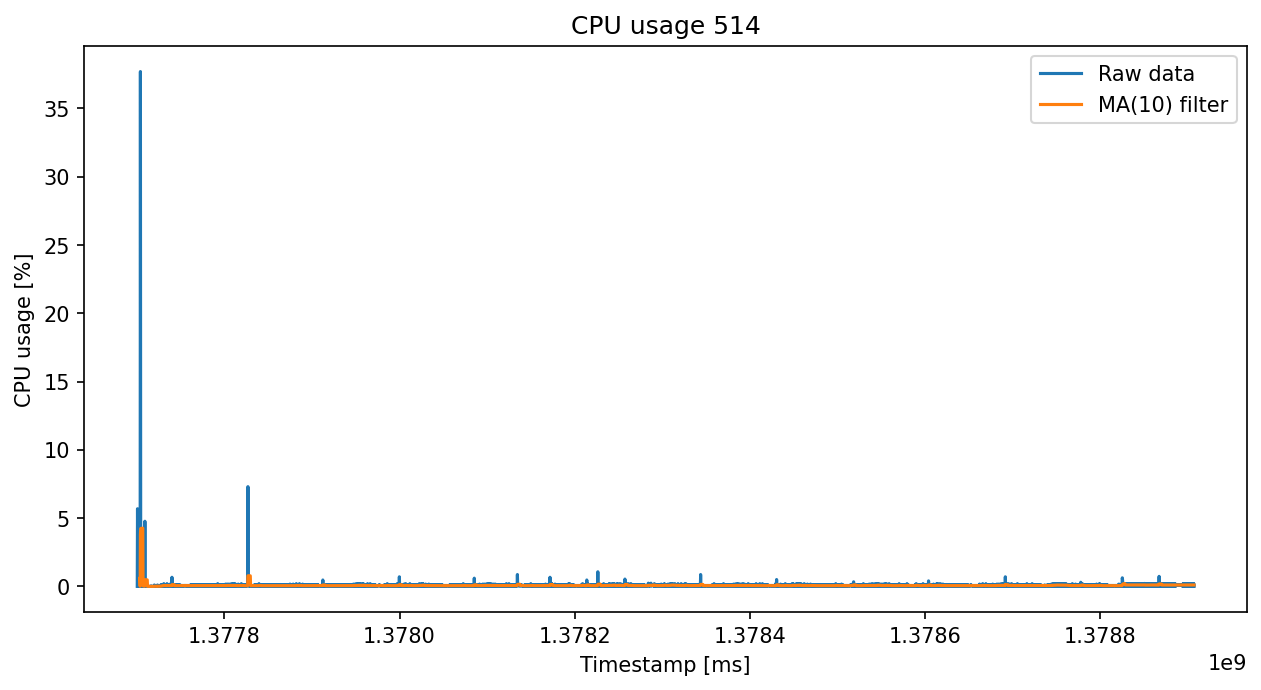 CPU usage 514
Raw data
MA(10) filter
CPU usage [%]
35
30
25
20
15
10
5
0
1.3778 1.3780 1.3782 1.3784 1.3786 1.3788
Timestamp [ms]
1e9